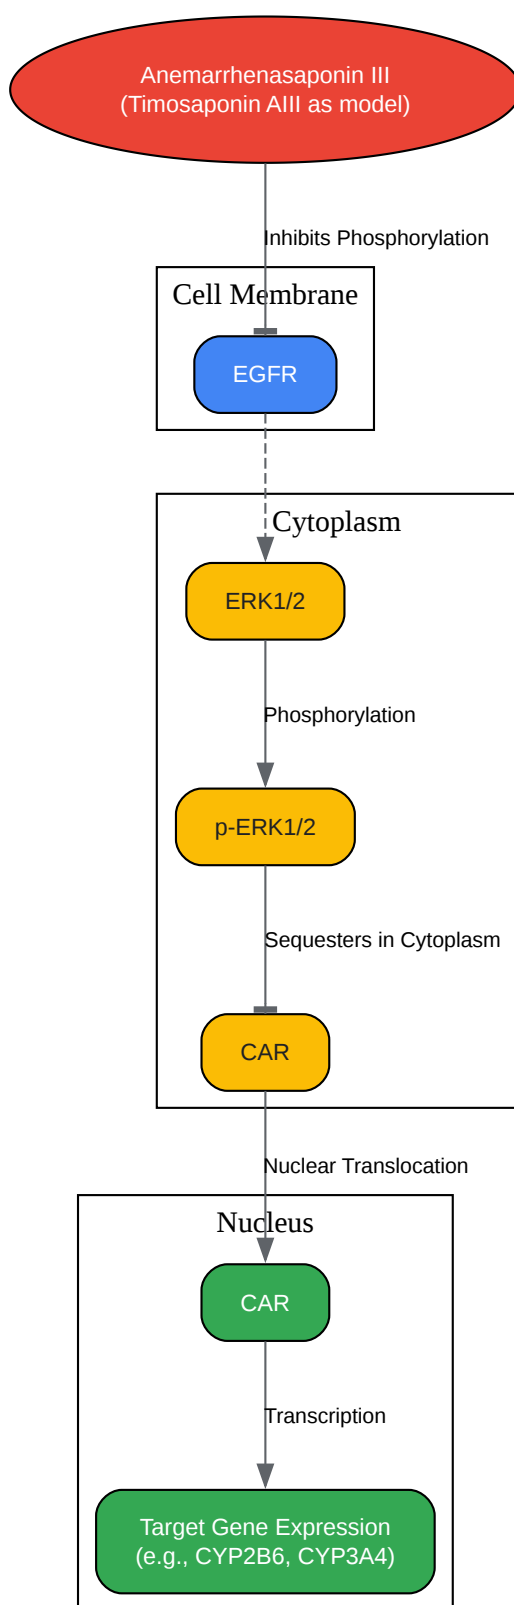 Anemarrhenasaponin III
(Timosaponin AIII as model)
Inhibits Phosphorylation
Cell Membrane
EGFR
Cytoplasm
ERK1/2
Phosphorylation
p-ERK1/2
Sequesters in Cytoplasm
CAR
Nuclear Translocation
Nucleus
CAR
Transcription
Target Gene Expression
(e.g., CYP2B6, CYP3A4)